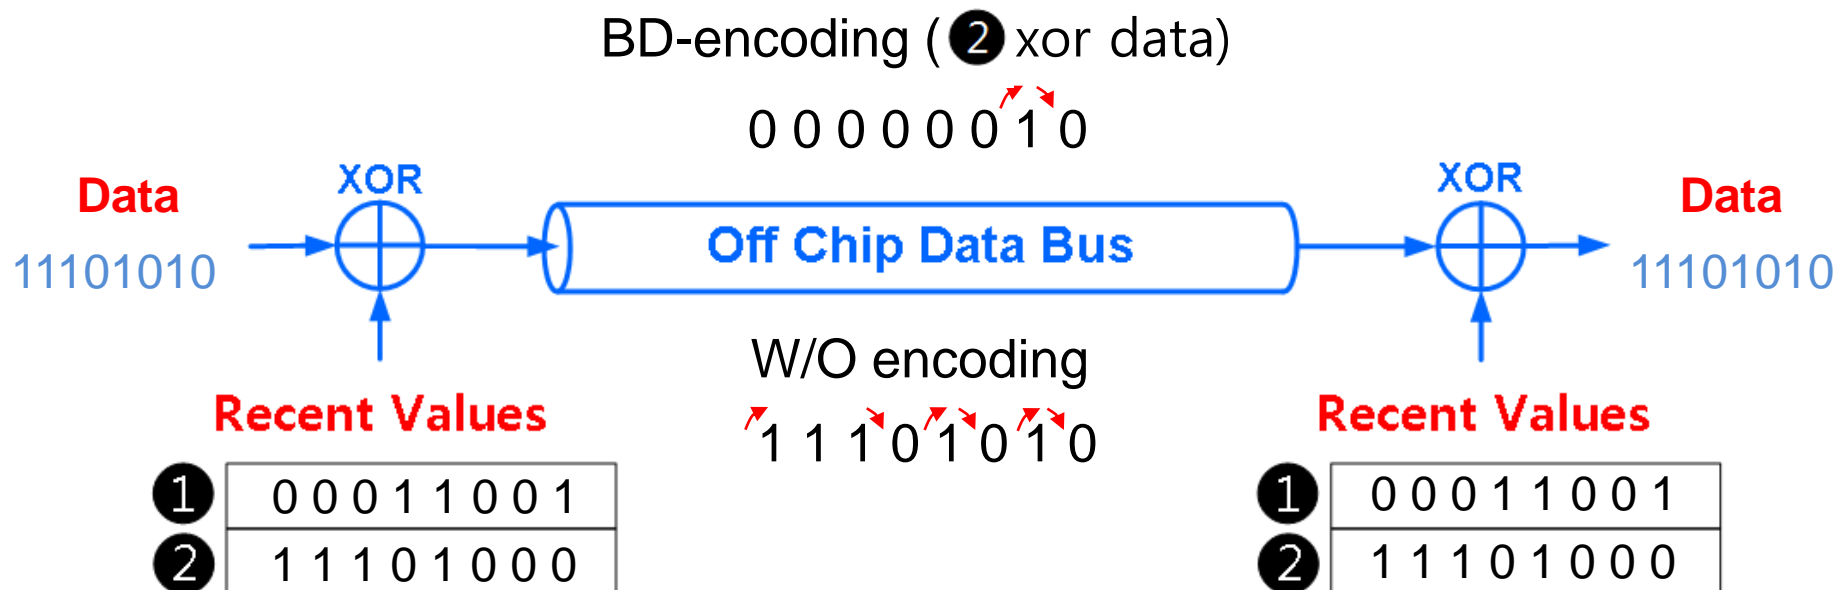 BD-encoding ( 2 xor data)
0 0 0 0 0 0 1 0
XOR
XOR
Data
Data
11101010
Off Chip Data Bus
11101010
W/O encoding
1 1 1 0 1 0 1 0
Recent Values
Recent Values
1 0 0 0 1 1 0 0 1
1 0 0 0 1 1 0 0 1
2 1 1 1 0 1 0 0 0
2 1 1 1 0 1 0 0 0